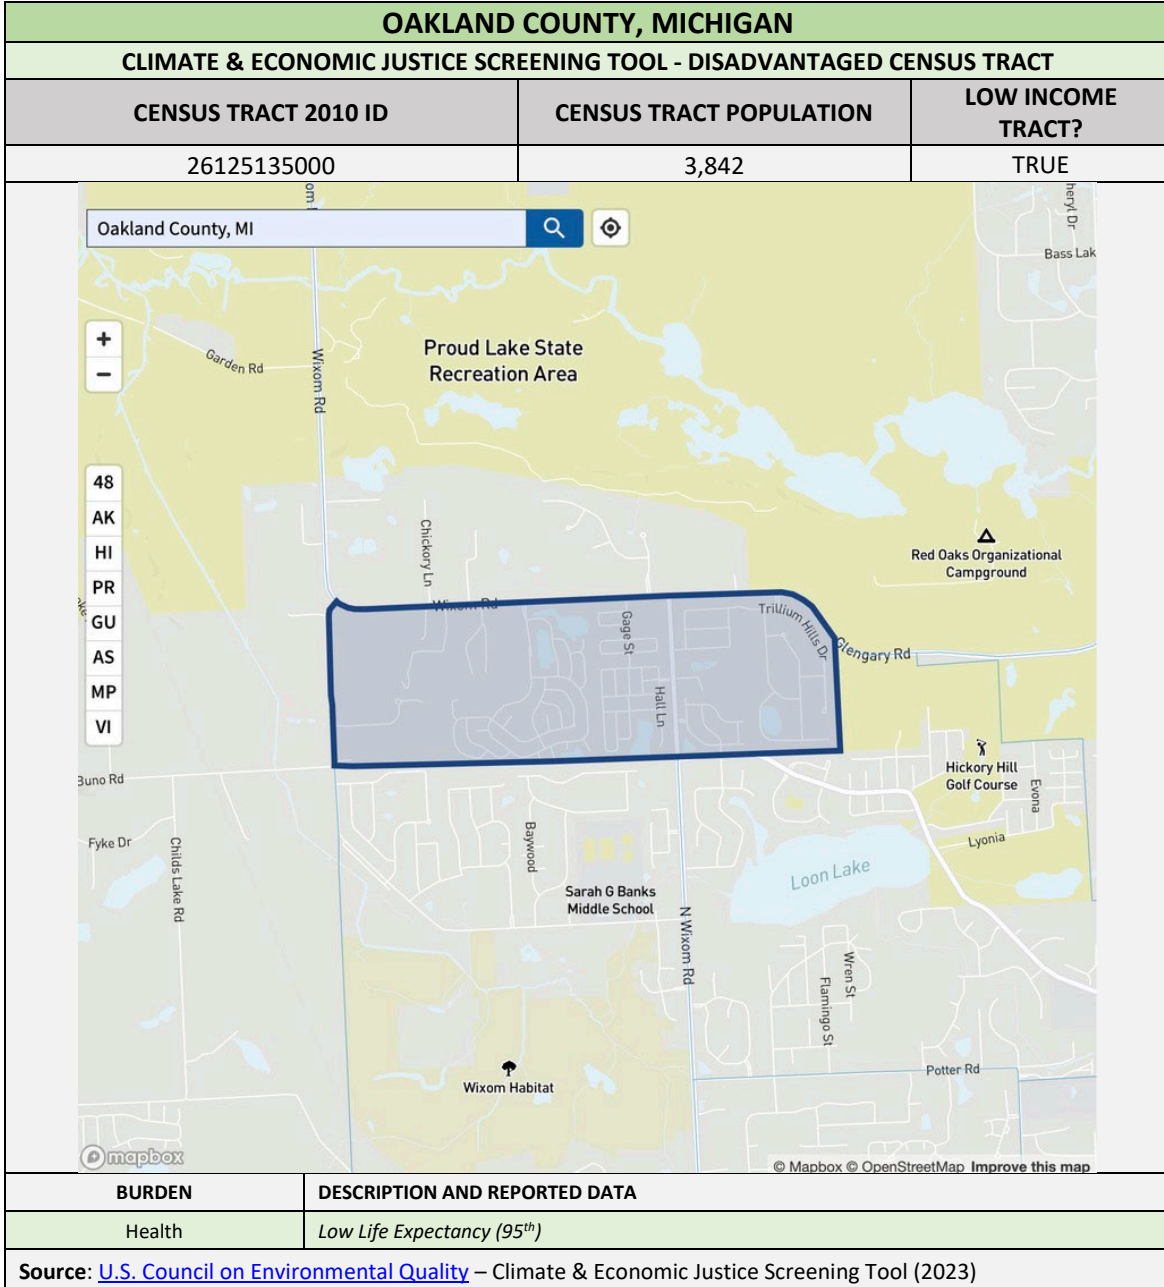 OAKLAND COUNTY, MICHIGAN
CLIMATE & ECONOMIC JUSTICE SCREENING TOOL - DISADVANTAGED CENSUS TRACT
CENSUS TRACT 2010 ID
CENSUS TRACT POPULATION
LOW INCOME
TRACT?
26125135000
3,842
TRUE
Oakland County, MI
heryl Dr
Bass Lak
+
−
Garden Rd
Wixom Rd
Proud Lake State
Recreation Area
48
AK
HI
PR
GU
AS
MP
VI
Chickory Ln
Red Oaks Organizational
Campground
Wixom Rd
Gage St
Trillium Hills Dr
Glengary Rd
Hall Ln
Buno Rd
Hickory Hill
Golf Course
Evona
Fyke Dr
Childs Lake Rd
Baywood
Lyonia
Loon Lake
Sarah G Banks
Middle School
N Wixom Rd
Wren St
Flamingo St
Potter Rd
Wixom Habitat
mapbox
© Mapbox © OpenStreetMap Improve this map
BURDEN
DESCRIPTION AND REPORTED DATA
Health
Low Life Expectancy (95th)
Source: U.S. Council on Environmental Quality – Climate & Economic Justice Screening Tool (2023)